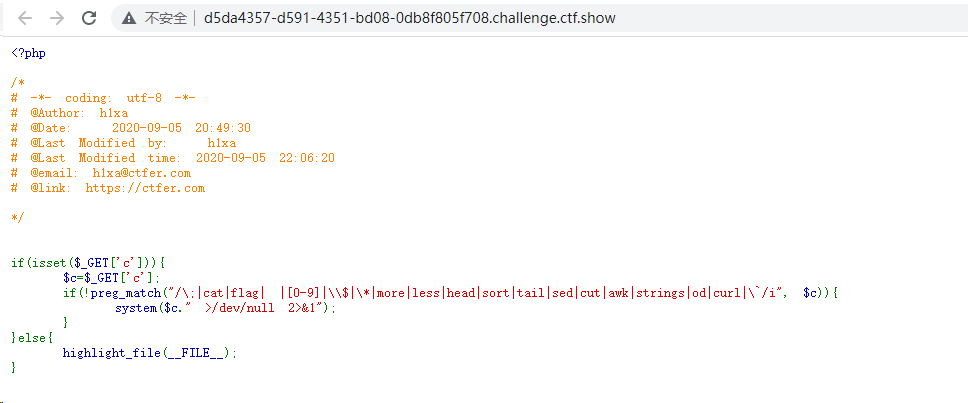 不安全 | d5da4357-d591-4351-bd08-0db8f805f708.challenge.ctf.show
<?php
/*
# -*- coding: utf-8 -*-
# @Author: h1xa
# @Date:   2020-09-05 20:49:30
# @Last Modified by:   h1xa
# @Last Modified time: 2020-09-05 22:06:20
# @email: h1xa@ctfer.com
# @link: https://ctfer.com
*/
if(isset($_GET['c'])){
    $c=$_GET['c'];
    if(!preg_match("/\;|cat|flag| |[0-9]|\\$|\*|more|less|head|sort|tail|sed|cut|awk|strings|od|curl|\`/i", $c)){
        system($c." >/dev/null 2>&1");
    }
}else{
    highlight_file(__FILE__);
}